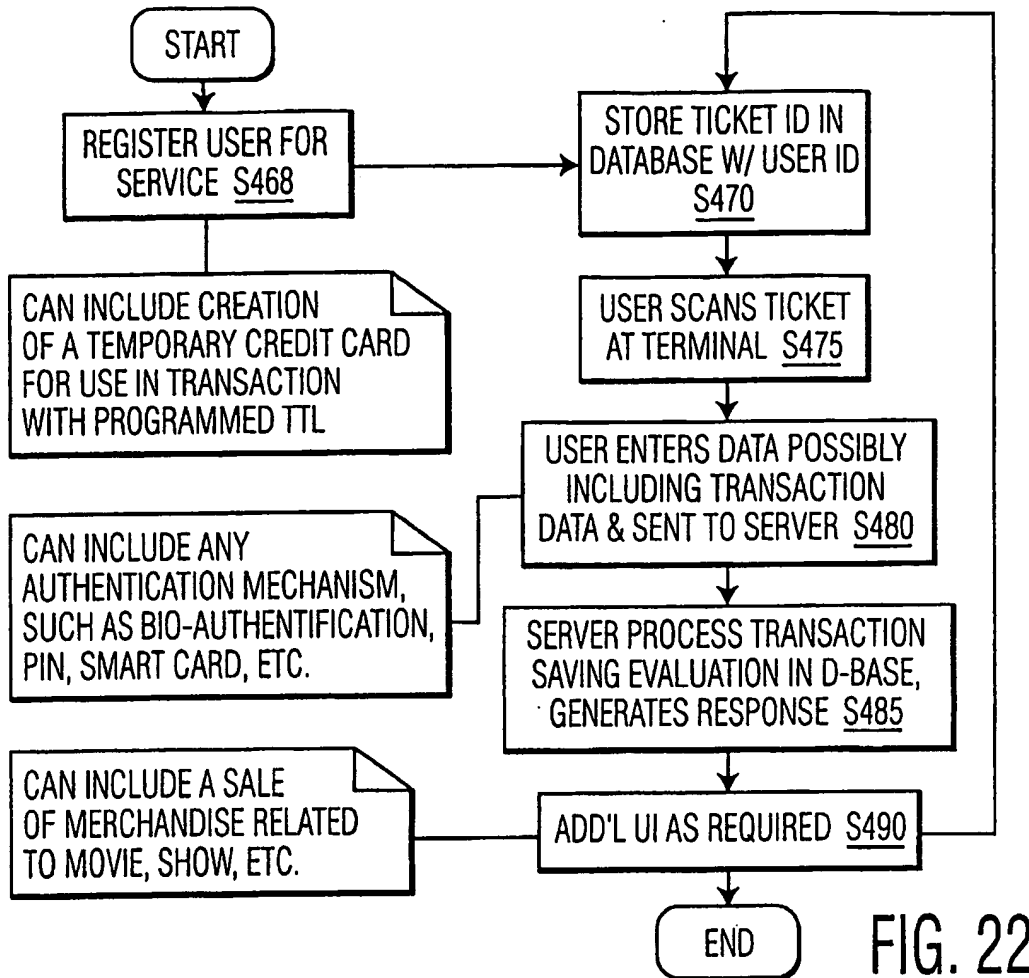 START
REGISTER USER FOR
SERVICE S468
CAN INCLUDE CREATION
OF A TEMPORARY CREDIT CARD
FOR USE IN TRANSACTION
WITH PROGRAMMED TTL
STORE TICKET ID IN
DATABASE W/ USER ID
S470
USER SCANS TICKET
AT TERMINAL S475
USER ENTERS DATA POSSIBLY
INCLUDING TRANSACTION
DATA & SENT TO SERVER S480
CAN INCLUDE ANY
AUTHENTICATION MECHANISM,
SUCH AS BIO-AUTHENTIFICATION,
PIN, SMART CARD, ETC.
SERVER PROCESS TRANSACTION
SAVING EVALUATION IN D-BASE,
GENERATES RESPONSE S485
CAN INCLUDE A SALE
OF MERCHANDISE RELATED
TO MOVIE, SHOW, ETC.
ADD'L UI AS REQUIRED S490
END
FIG. 22